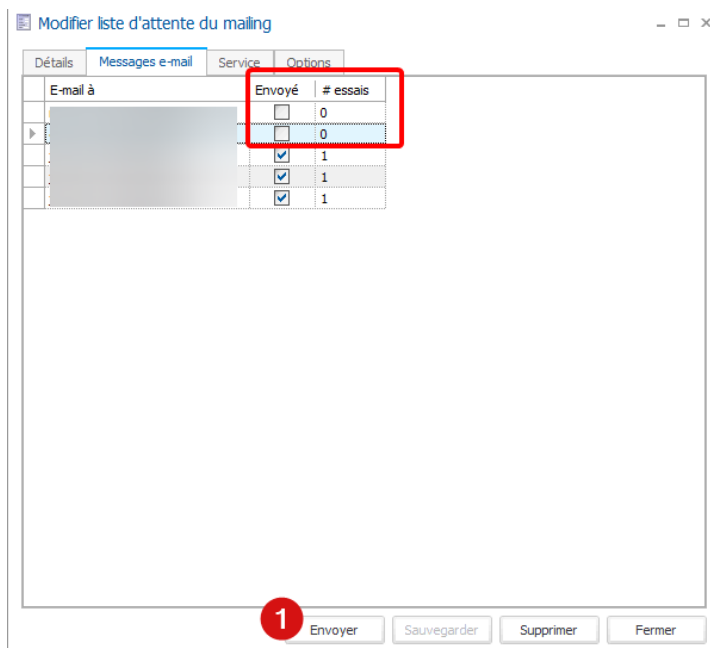 Modifier liste d'attente du mailing
Détails Messages e-mail Service Options
E-mail à Envoyé # essais
0
0
1
1
1
1 Envoyer Sauvegarder Supprimer Fermer